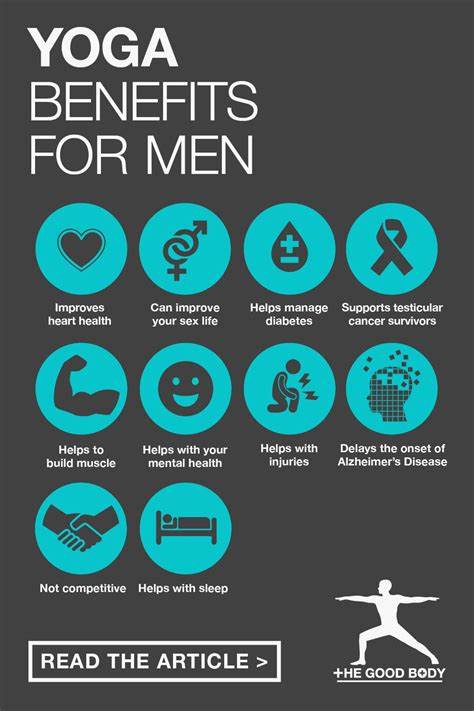 YOGA
BENEFITS
FOR MEN
Improves
heart health
Can improve
your sex life
Helps manage
diabetes
Supports testicular
cancer survivors
Helps to
build muscle
Helps with your
mental health
Helps with
injuries
Delays the onset of
Alzheimer's Disease
Not competitive
Helps with sleep
READ THE ARTICLE >
THE GOOD BODY